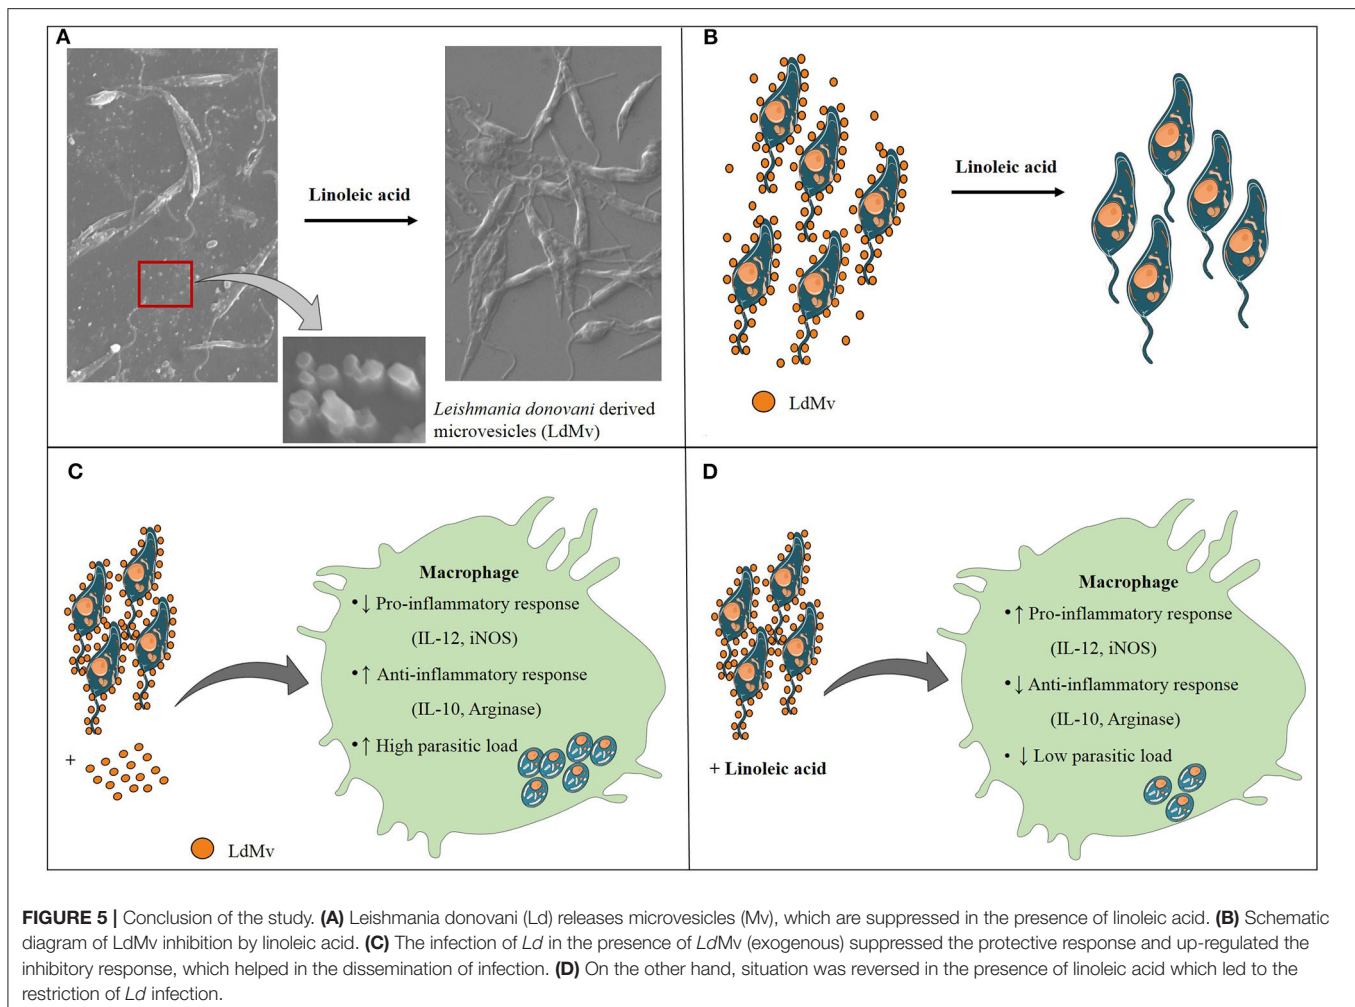 A
Linoleic acid
Leishmania donovani derived
microvesicles (LdMv)
B
Linoleic acid
LdMv
C
Macrophage
• ↓ Pro-inflammatory response
(IL-12, iNOS)
• ↑ Anti-inflammatory response
(IL-10, Arginase)
• ↑ High parasitic load
+
LdMv
D
Macrophage
• ↑ Pro-inflammatory response
(IL-12, iNOS)
• ↓ Anti-inflammatory response
(IL-10, Arginase)
• ↓ Low parasitic load
+ Linoleic acid
FIGURE 5 | Conclusion of the study. (A) Leishmania donovani (Ld) releases microvesicles (Mv), which are suppressed in the presence of linoleic acid. (B) Schematic
diagram of LdMv inhibition by linoleic acid. (C) The infection of Ld in the presence of LdMv (exogenous) suppressed the protective response and up-regulated the
inhibitory response, which helped in the dissemination of infection. (D) On the other hand, situation was reversed in the presence of linoleic acid which led to the
restriction of Ld infection.